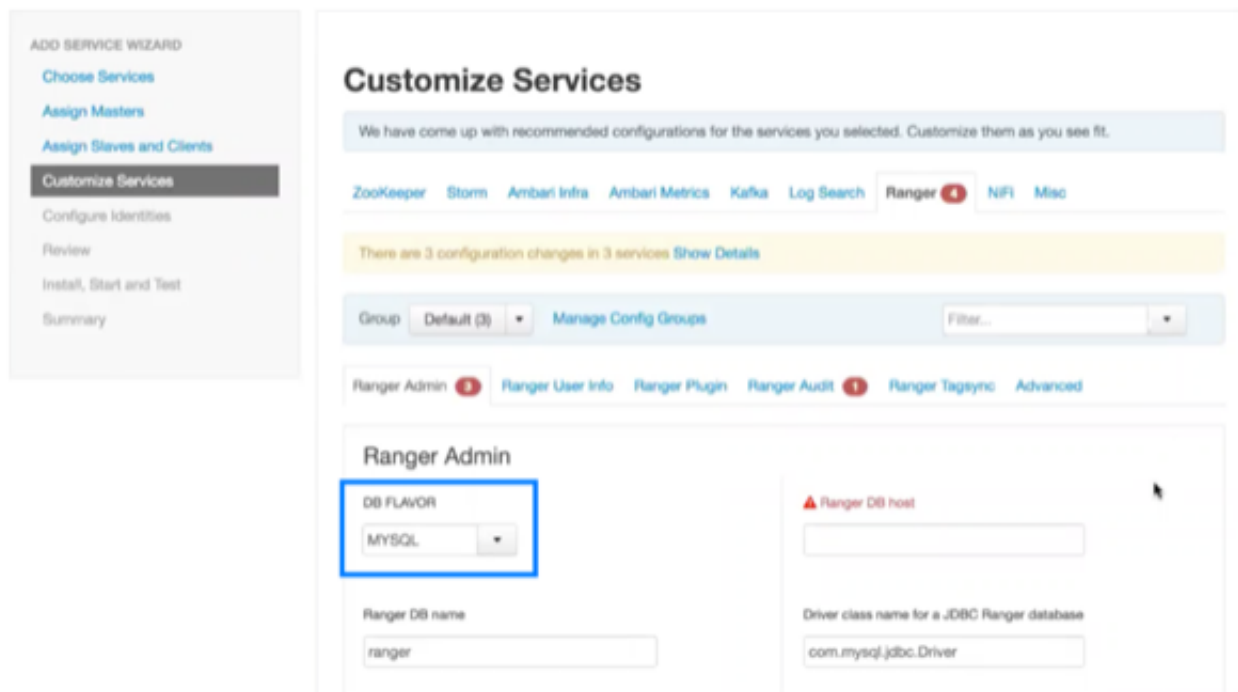 ADD SERVICE WIZARD
Choose Services
Assign Masters
Assign Slaves and Clients
Customize Services
Configure Identities
Review
Install, Start and Test
Summary
Customize Services
We have come up with recommended configurations for the services you selected. Customize them as you see fit.
ZooKeeper Storm Ambari Infra Ambari Metrics Kafka Log Search Ranger 4 NiFi Misc
There are 3 configuration changes in 3 services Show Details
Group Default (3) Manage Config Groups Filter...
Ranger Admin 3 Ranger User Info Ranger Plugin Ranger Audit 1 Ranger Tagsync Advanced
Ranger Admin
DB FLAVOR
MYSQL
Ranger DB host
Ranger DB name
ranger
Driver class name for a JDBC Ranger database
com.mysql.jdbc.Driver